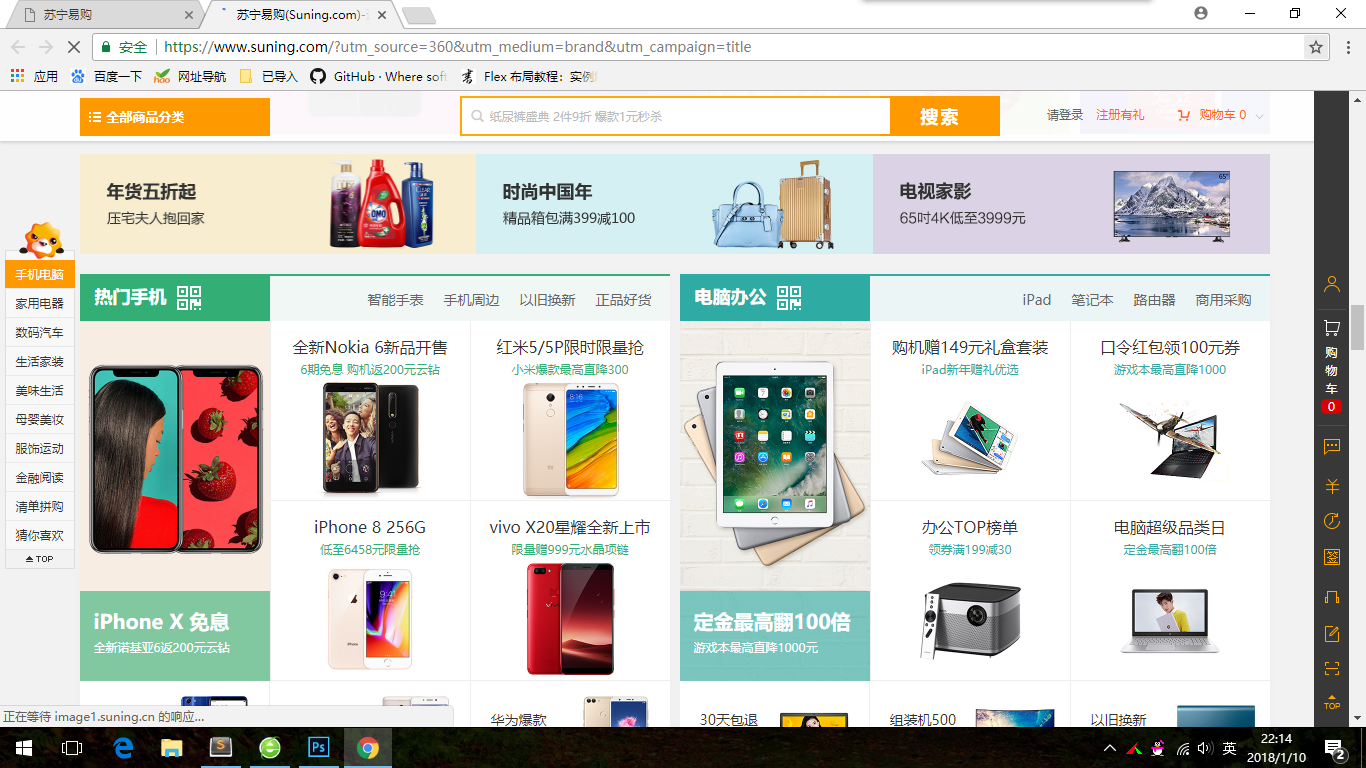 苏宁易购
苏宁易购(Suning.com)-
安全
https://www.suning.com/?utm_source=360&utm_medium=brand&utm_campaign=title
应用
百度一下
网址导航
已导入
GitHub · Where sof
Flex 布局教程：实例
全部商品分类
纸尿裤盛典 2件9折 爆款1元秒杀
搜索
请登录
注册有礼
购物车 0
年货五折起
压宅夫人抱回家
时尚中国年
精品箱包满399减100
电视家影
65吋4K低至3999元
65"
手机电脑
家用电器
数码汽车
生活家装
美味生活
母婴美妆
服饰运动
金融阅读
清单拼购
猜你喜欢
TOP
热门手机
智能手表
手机周边
以旧换新
正品好货
iPhone X 免息
全新诺基亚6返200元云钻
全新Nokia 6新品开售
6期免息 购机返200元云钻
红米5/5P限时限量抢
小米爆款最高直降300
8:16
iPhone 8 256G
低至6458元限量抢
vivo X20星耀全新上市
限量赠999元水晶项链
华为爆款
电脑办公
iPad
笔记本
路由器
商用采购
定金最高翻100倍
游戏本最高直降1000元
购机赠149元礼盒套装
iPad新年赠礼优选
口令红包领100元券
游戏本最高直降1000
办公TOP榜单
领券满199减30
电脑超级品类日
定金最高翻100倍
30天包退
组装机500
以旧换新
购物车
0
签
TOP
正在等待 image1.suning.cn 的响应...
英
22:14
2018/1/10
2